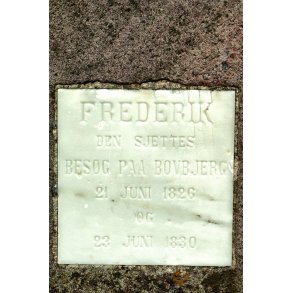 FREDERIK
DEN SJETTES
BESOG PAA BOVBJERG
21 JUNI 1826
OG
23 JUNI 1830